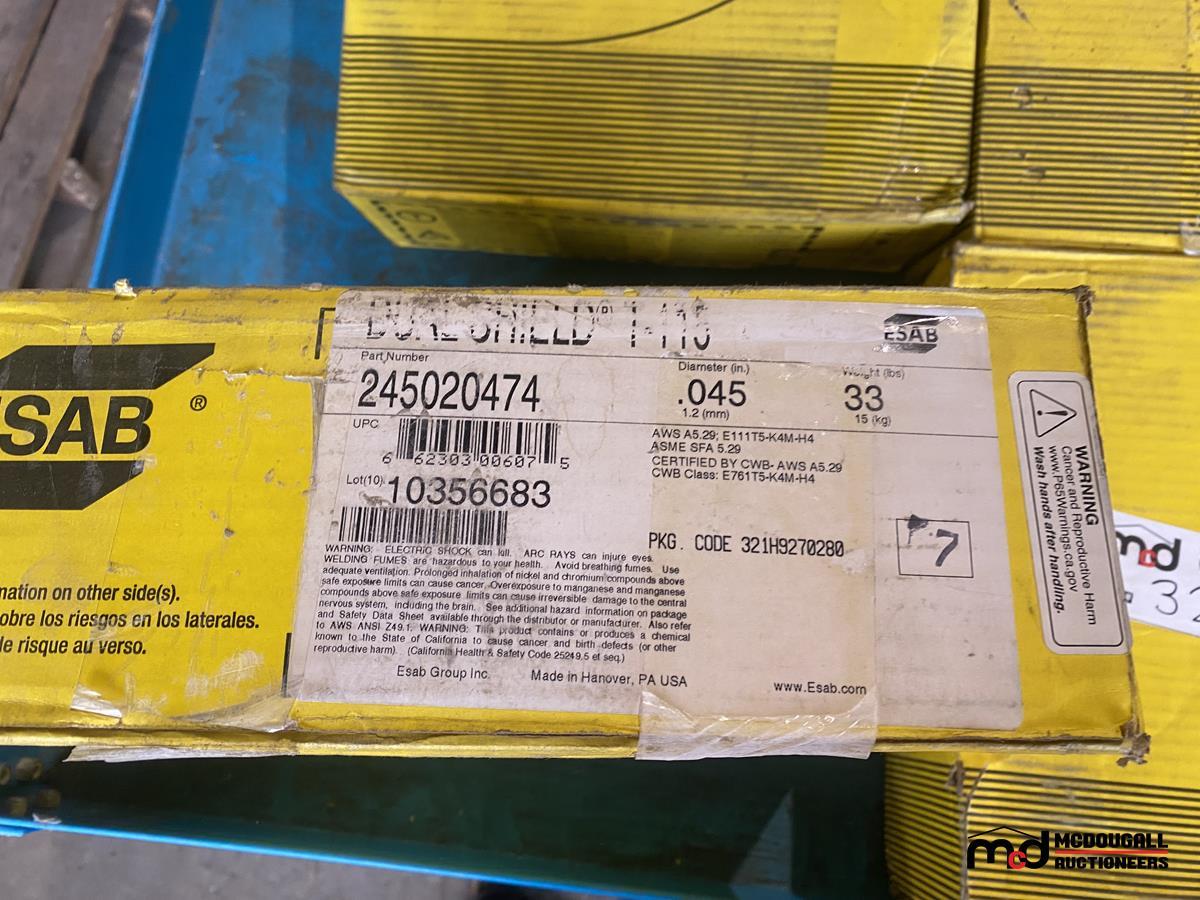 DUAL SHIELD(R) T-115
ESAB
Part Number
245020474
Diameter (in.)
.045
1.2 (mm)
Weight (lbs)
33
15 (kg)
UPC
6 62303 00607 5
Lot(10)
10356683
AWS A5.29; E111T5-K4M-H4
ASME SFA 5.29
CERTIFIED BY CWB- AWS A5.29
CWB Class: E761T5-K4M-H4
PKG. CODE 321H9270280
7
WARNING: ELECTRIC SHOCK can kill. ARC RAYS can injure eyes.
WELDING FUMES are hazardous to your health. Avoid breathing fumes. Use
adequate ventilation. Prolonged inhalation of nickel and chromium compounds above
safe exposure limits can cause cancer. Overexposure to manganese and manganese
compounds above safe exposure limits can cause irreversible damage to the central
nervous system, including the brain. See additional hazard information on package
and Safety Data Sheet available through the distributor or manufacturer. Also refer
to AWS ANSI Z49.1. WARNING: This product contains or produces a chemical
known to the State of California to cause cancer and birth defects (or other
reproductive harm). (California Health & Safety Code 25249.5 et seq.)
Esab Group Inc. Made in Hanover, PA USA
www.Esab.com
ESAB ®
mation on other side(s).
obre los riesgos en los laterales.
le risque au verso.
WARNING
Cancer and Reproductive Harm
www.P65Warnings.ca.gov
Wash hands after handling.
mcd
mcd MCDOUGALL
AUCTIONEERS